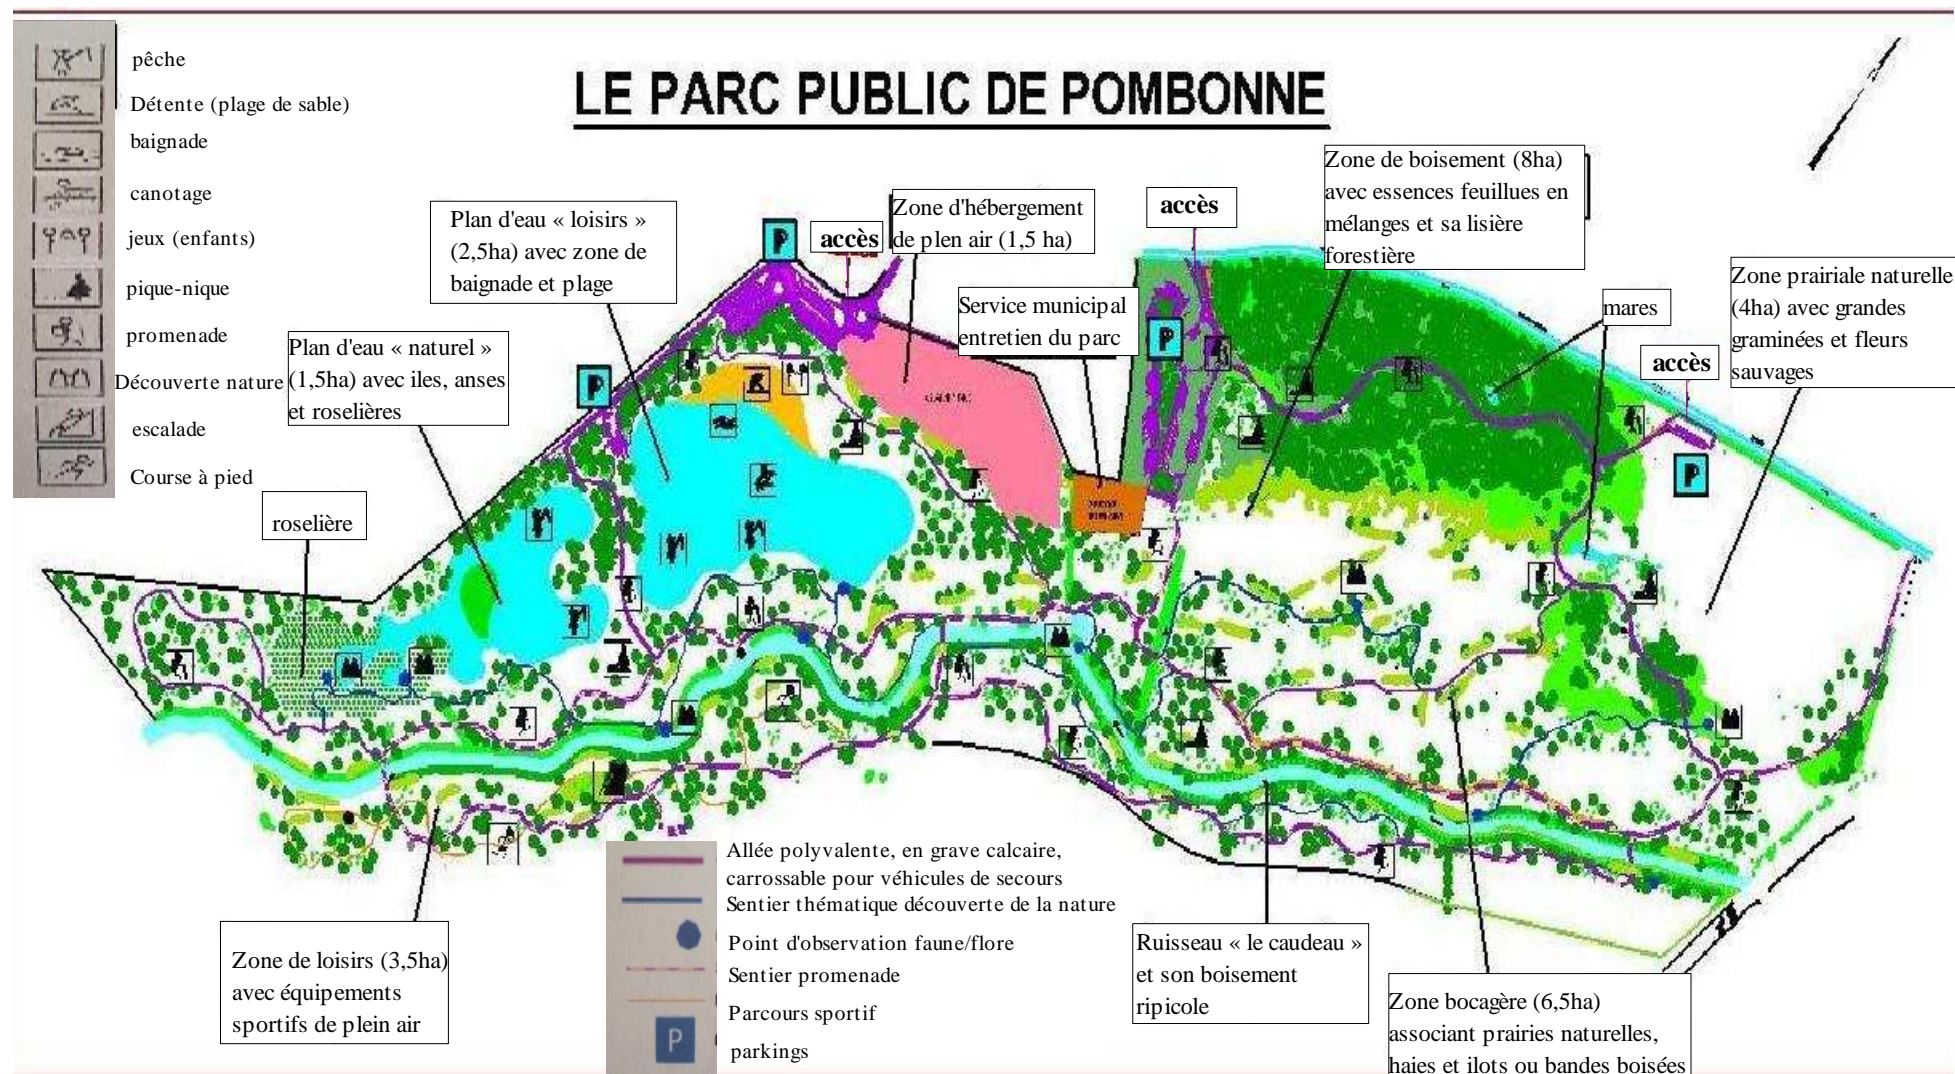 LE PARC PUBLIC DE POMBONNE
pêche
Détente (plage de sable)
baignade
canotage
jeux (enfants)
pique-nique
promenade
Découverte nature
escalade
Course à pied
Plan d'eau « loisirs »
(2,5ha) avec zone de
baignade et plage
accès
Zone d'hébergement
de plen air (1,5 ha)
accès
Zone de boisement (8ha)
avec essences feuillues en
mélanges et sa lisière
forestière
Zone prairiale naturelle
(4ha) avec grandes
graminées et fleurs
sauvages
Service municipal
entretien du parc
mares
accès
Plan d'eau « naturel »
(1,5ha) avec iles, anses
et roselières
roselière
P
P
P
P
Zone de loisirs (3,5ha)
avec équipements
sportifs de plein air
Allée polyvalente, en grave calcaire,
carrossable pour véhicules de secours
Sentier thématique découverte de la nature
Point d'observation faune/flore
Sentier promenade
Parcours sportif
P
parkings
Ruisseau « le caudeau »
et son boisement
ripicole
Zone bocagère (6,5ha)
associant prairies naturelles,
haies et ilots ou bandes boisées